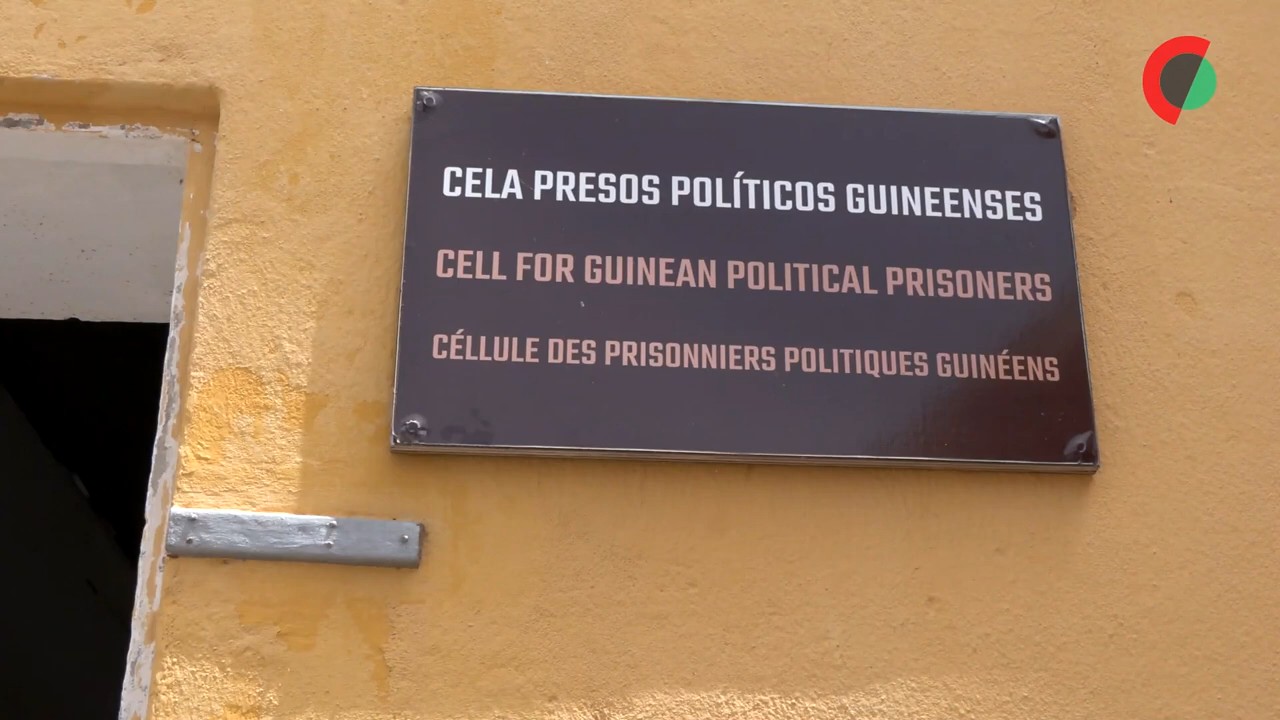 CELA PRESOS POLÍTICOS GUINEENSES
CELL FOR GUINEAN POLITICAL PRISONERS
CÉLLULE DES PRISONNIERS POLITIQUES GUINÉENS